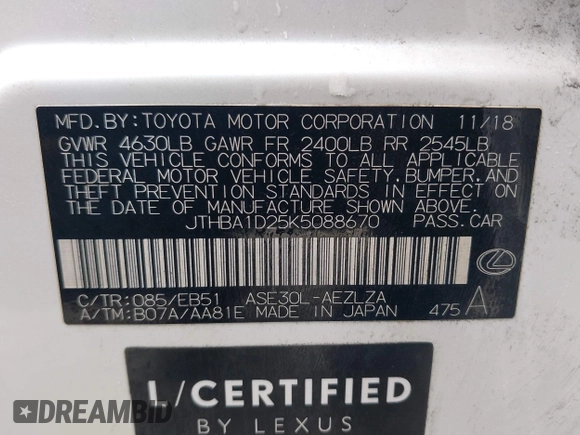 MFD.BY:TOYOTA MOTOR CORPORATION 11/18
GVWR 4630LB GAWR FR 2400LB RR 2545LB
THIS VEHICLE CONFORMS TO ALL APPLICABLE
FEDERAL MOTOR VEHICLE SAFETY,BUMPER,AND
THEFT PREVENTION STANDARDS IN EFFECT ON
THE DATE OF MANUFACTURE SHOWN ABOVE.
JTHBA1D25K5088670 PASS.CAR
C/TR:085/EB51 ASE30L-AEZLZA
A/TM:B07A/AA81E MADE IN JAPAN 475 A
L/CERTIFIED
BY LEXUS
DREAMBID